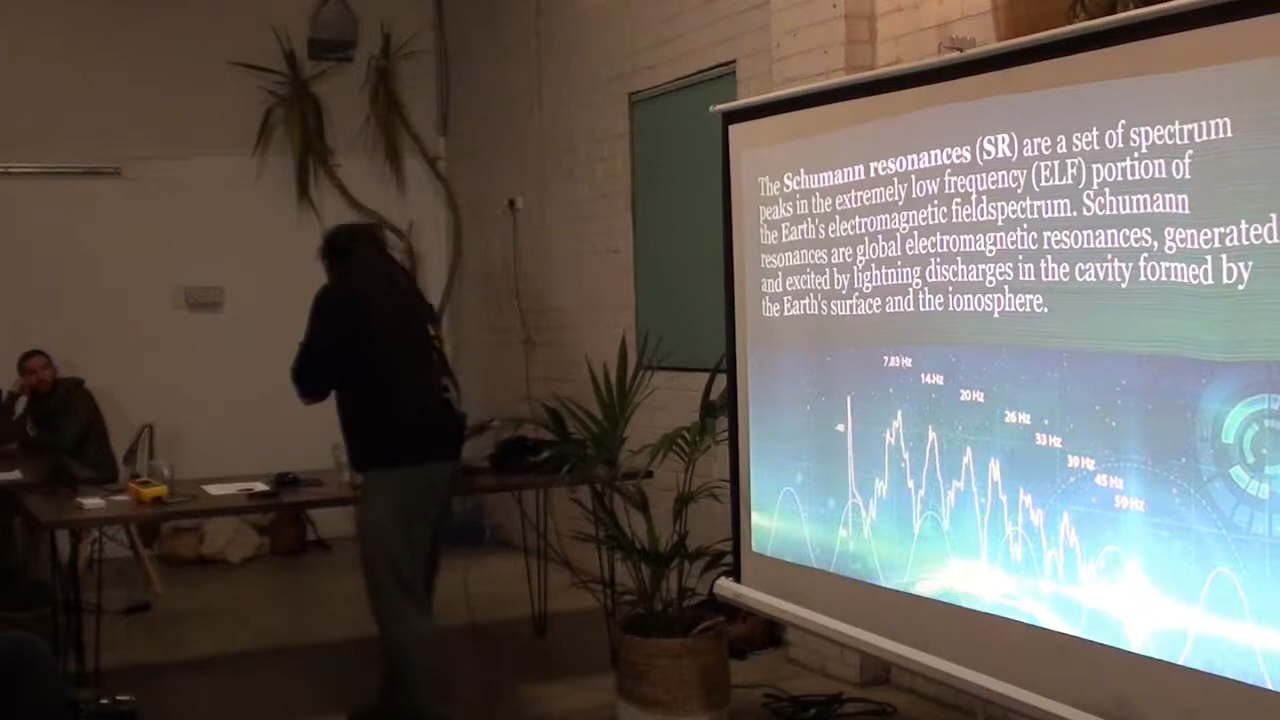 The Schumann resonances (SR) are a set of spectrum
peaks in the extremely low frequency (ELF) portion of
the Earth's electromagnetic fieldspectrum. Schumann
resonances are global electromagnetic resonances, generated
and excited by lightning discharges in the cavity formed by
the Earth's surface and the ionosphere.
7.83 Hz
14Hz
20 Hz
26 Hz
33 Hz
39 Hz
45 Hz
59 Hz